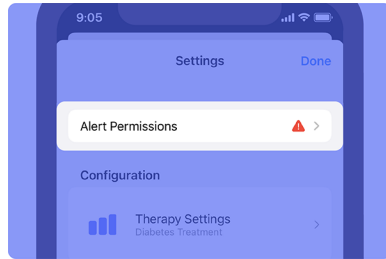 9:05
Settings
Done
Alert Permissions
Configuration
Therapy Settings
Diabetes Treatment